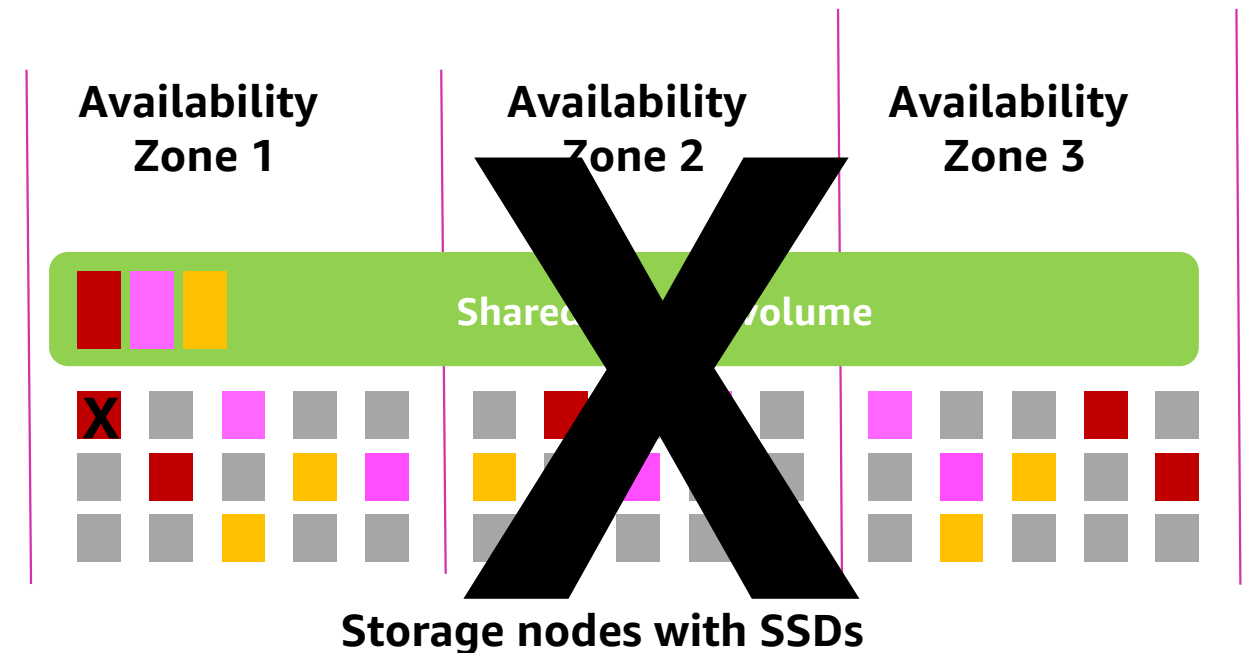 Availability
Zone 1
Availability
Zone 2
Availability
Zone 3
Shared volume
X
X
Storage nodes with SSDs